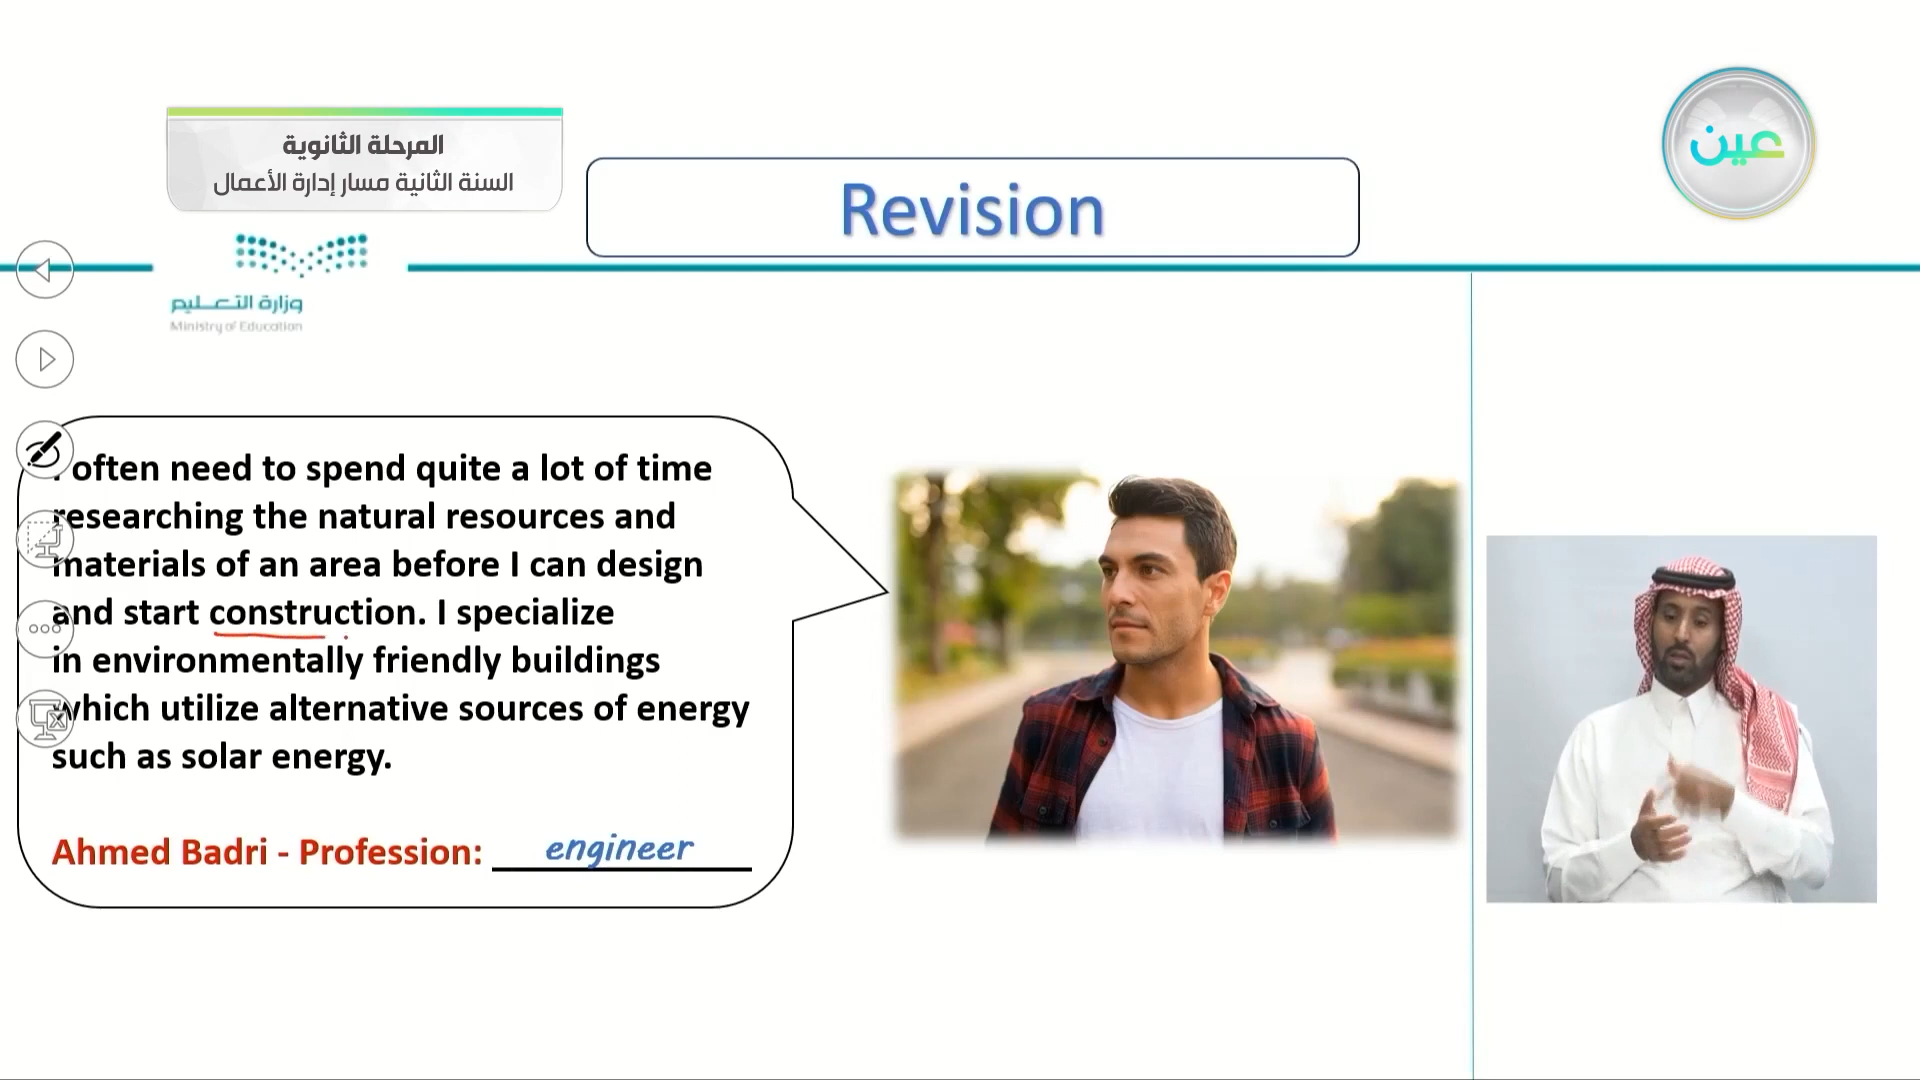 المرحلة الثانوية
السنة الثانية مسار إدارة الأعمال
عين
Revision
وزارة التعليم
Ministry of Education
I often need to spend quite a lot of time
researching the natural resources and
materials of an area before I can design
and start construction. I specialize
in environmentally friendly buildings
which utilize alternative sources of energy
such as solar energy.
Ahmed Badri - Profession: engineer